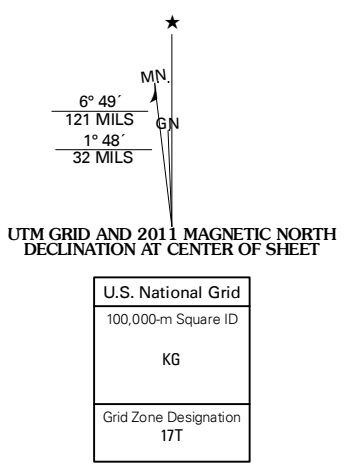 ★
MN
6° 49´
121 MILS
GN
1° 48´
32 MILS
UTM GRID AND 2011 MAGNETIC NORTH
DECLINATION AT CENTER OF SHEET
U.S. National Grid
100,000-m Square ID
KG
Grid Zone Designation
17T